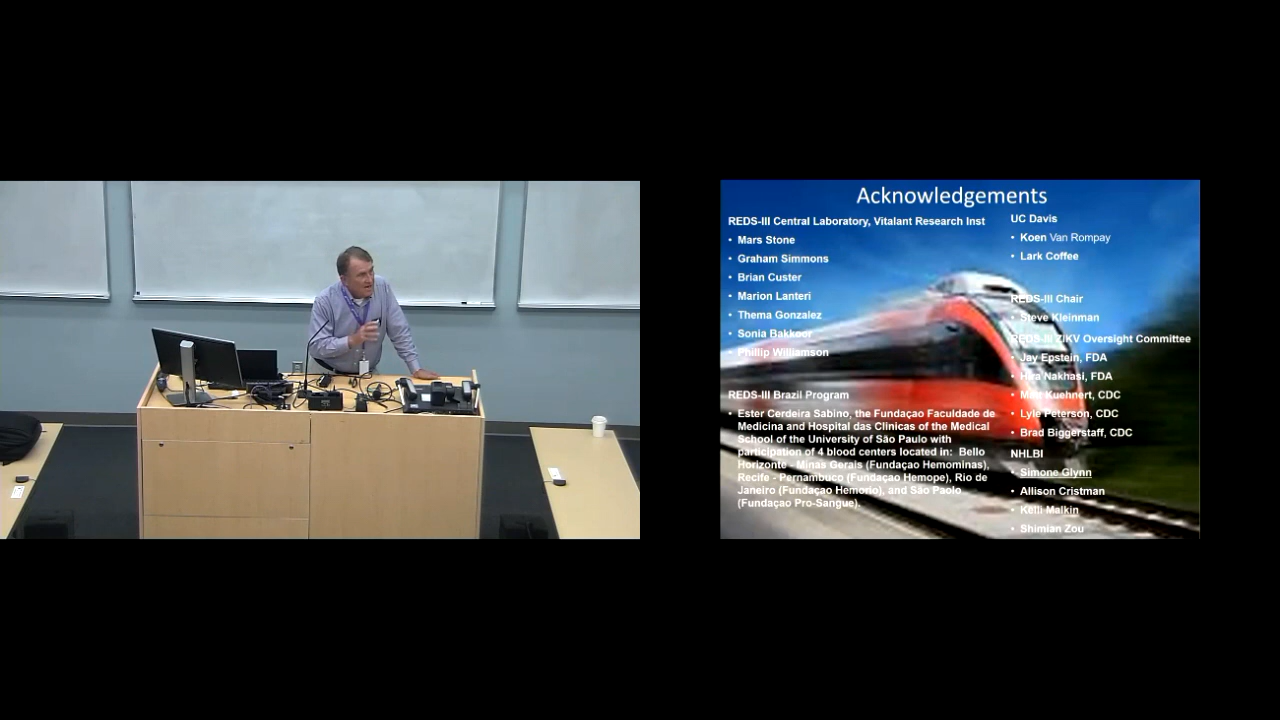 Acknowledgements
REDS-III Central Laboratory, Vitalant Research Inst
• Mars Stone
• Graham Simmons
• Brian Custer
• Marion Lanteri
• Thema Gonzalez
• Sonia Bakkour
• Phillip Williamson
REDS-III Brazil Program
• Ester Cerdeira Sabino, the Fundaçao Faculdade de
Medicina and Hospital das Clinicas of the Medical
School of the University of São Paulo with
participation of 4 blood centers located in: Bello
Horizonte - Minas Gerais (Fundaçao Hemominas),
Recife - Pernambuco (Fundaçao Hemope), Rio de
Janeiro (Fundaçao Hemorio), and São Paolo
(Fundaçao Pro-Sangue).
UC Davis
• Koen Van Rompay
• Lark Coffee
REDS-III Chair
• Steve Kleinman
REDS-III ZIKV Oversight Committee
• Jay Epstein, FDA
• Hira Nakhasi, FDA
• Matt Kuehnert, CDC
• Lyle Peterson, CDC
• Brad Biggerstaff, CDC
NHLBI
• Simone Glynn
• Allison Cristman
• Kelli Malkin
• Shimian Zou